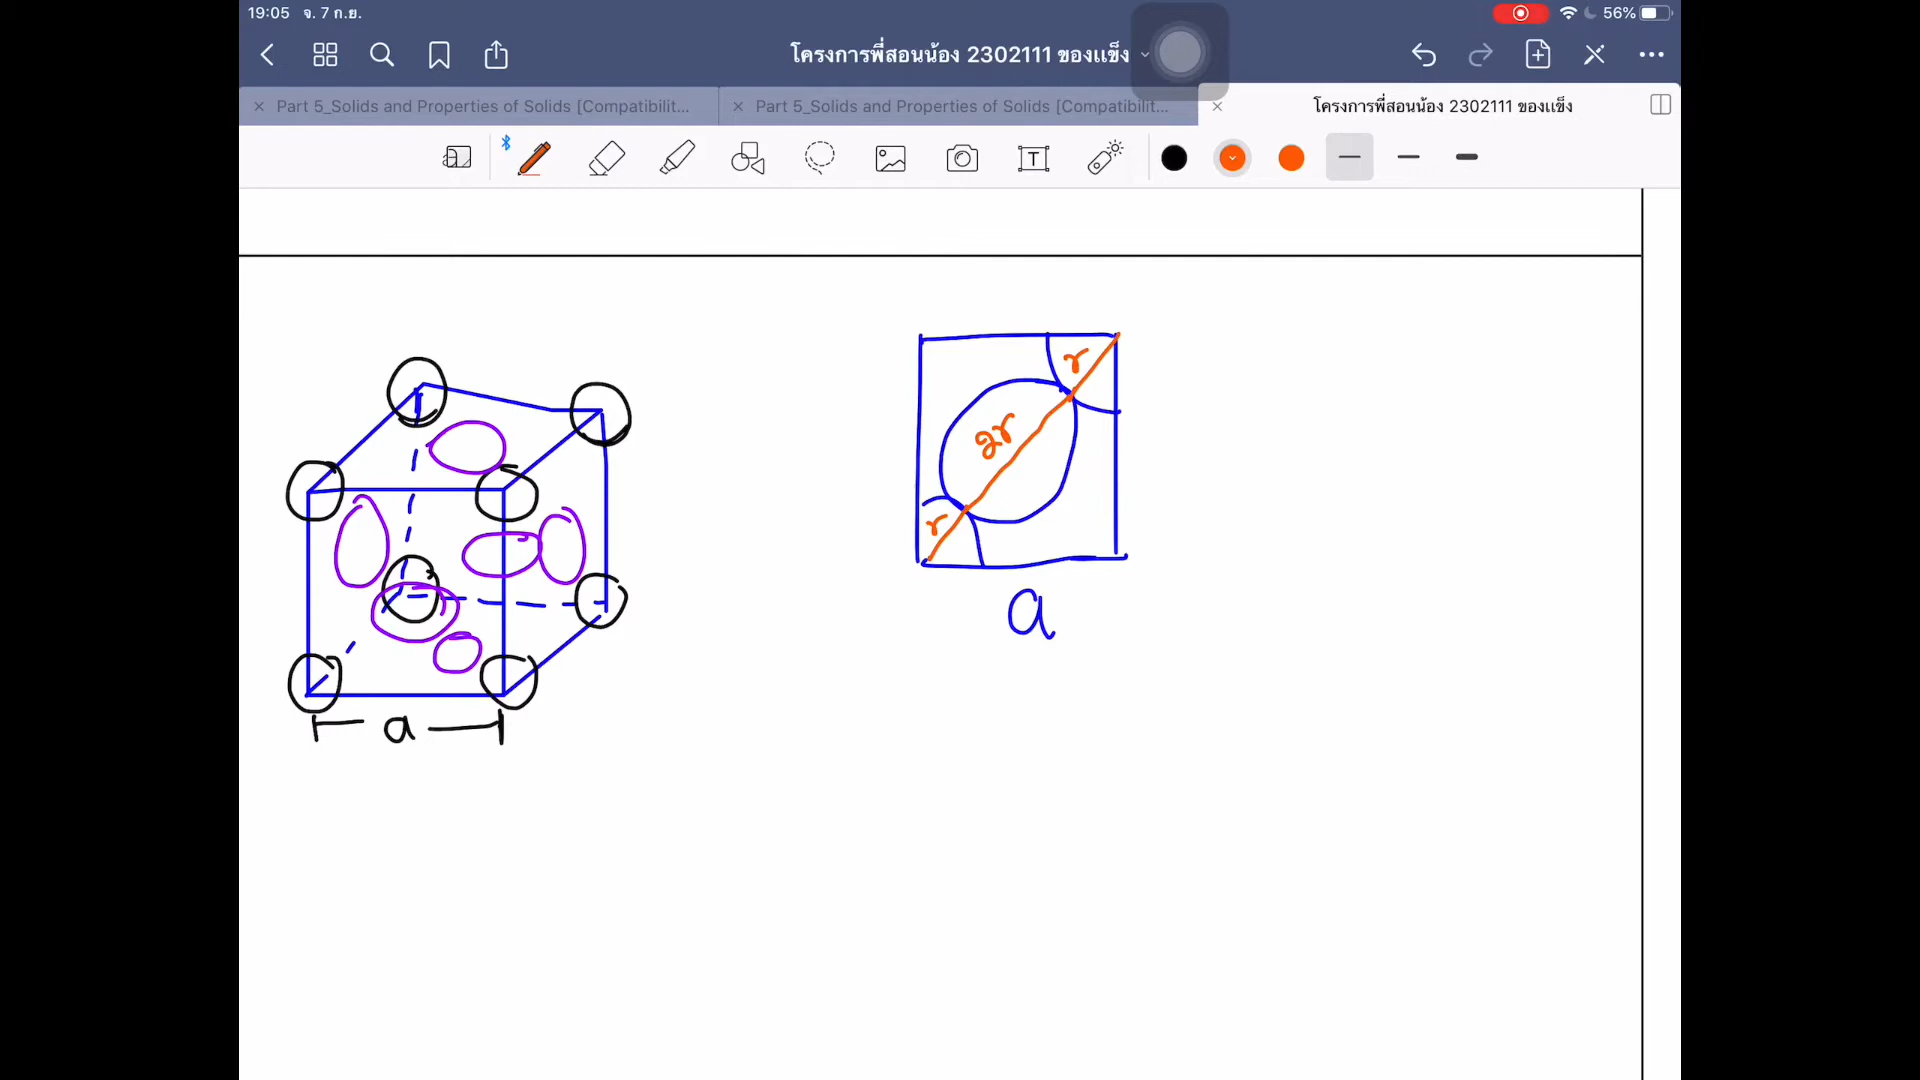 19:05 จ. 7 ก.ย.
56%
โครงการพี่สอนน้อง 2302111 ของแข็ง
Part 5_Solids and Properties of Solids [Compatibilit...
Part 5_Solids and Properties of Solids [Compatibilit...
โครงการพี่สอนน้อง 2302111 ของแข็ง
T
r
2r
r
a
a